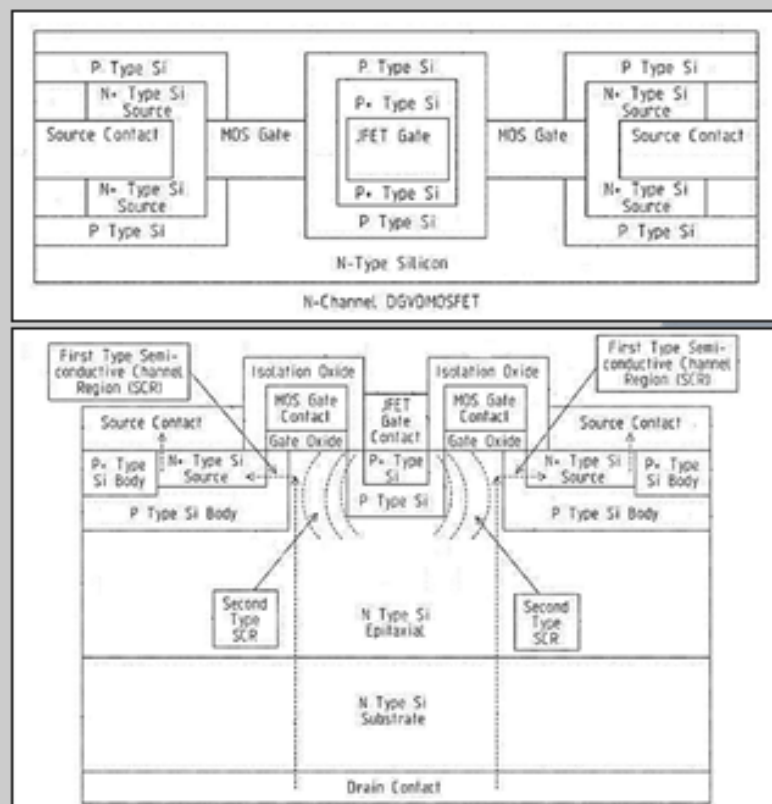 P Type Si
P Type Si
P Type Si
N+ Type Si
Source
P+ Type Si
N+ Type Si
Source
Source Contact
MOS Gate
JFET Gate
MOS Gate
Source Contact
N+ Type Si
Source
P+ Type Si
N+ Type Si
Source
P Type Si
P Type Si
P Type Si
N-Type Silicon
N-Channel DGVDMOSFET
First Type Semi-
conductive Channel
Region (SCR)
Isolation Oxide
Isolation Oxide
First Type Semi-
conductive Channel
Region (SCR)
MOS Gate
Contact
JFET
Gate
Contact
MOS Gate
Contact
Source Contact
Gate Oxide
Gate Oxide
Source Contact
P+ Type
Si Body
N+ Type Si
Source
P+ Type
Si
N+ Type Si
Source
P+ Type
Si Body
P Type Si Body
P Type Si
P Type Si Body
Second
Type
SCR
N Type Si
Epitaxial
Second
Type
SCR
N Type Si
Substrate
Drain Contact